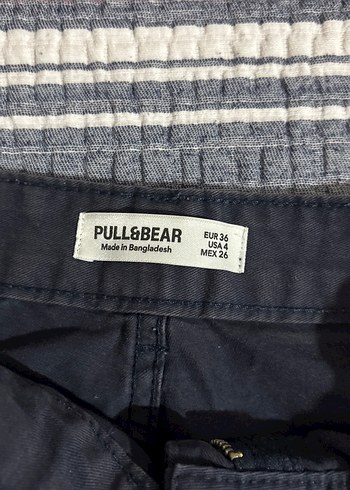 PULL&BEAR
Made in Bangladesh
EUR 36
USA 4
MEX 26